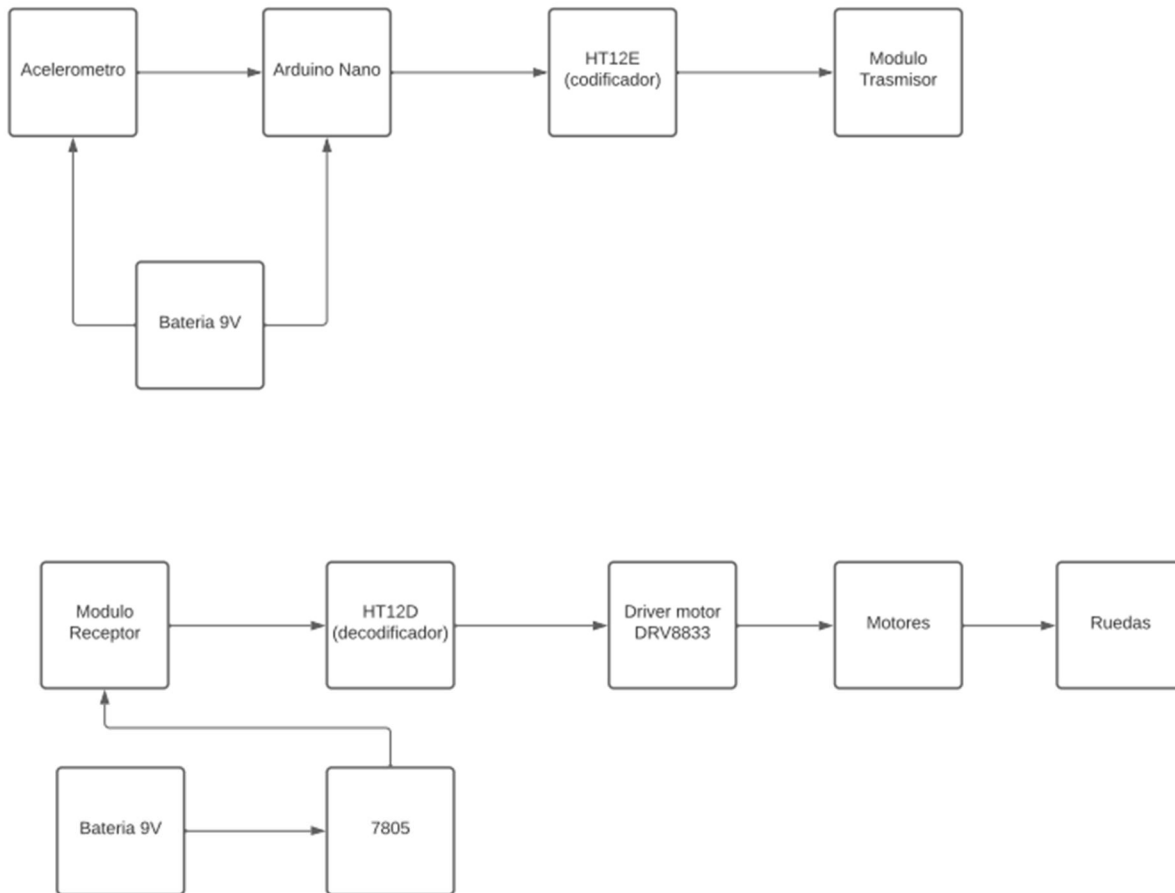 Acelerometro
Arduino Nano
HT12E
(codificador)
Modulo
Trasmisor
Bateria 9V
Modulo
Receptor
HT12D
(decodificador)
Driver motor
DRV8833
Motores
Ruedas
Bateria 9V
7805